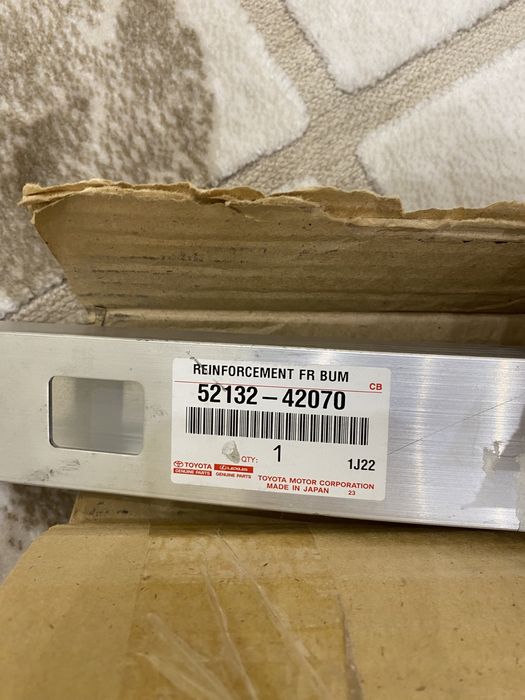 REINFORCEMENT FR BUM
CB
52132-42070
QTY: 1
1J22
TOYOTA
GENUINE PARTS
LEXUS
GENUINE PARTS
TOYOTA MOTOR CORPORATION
MADE IN JAPAN 23